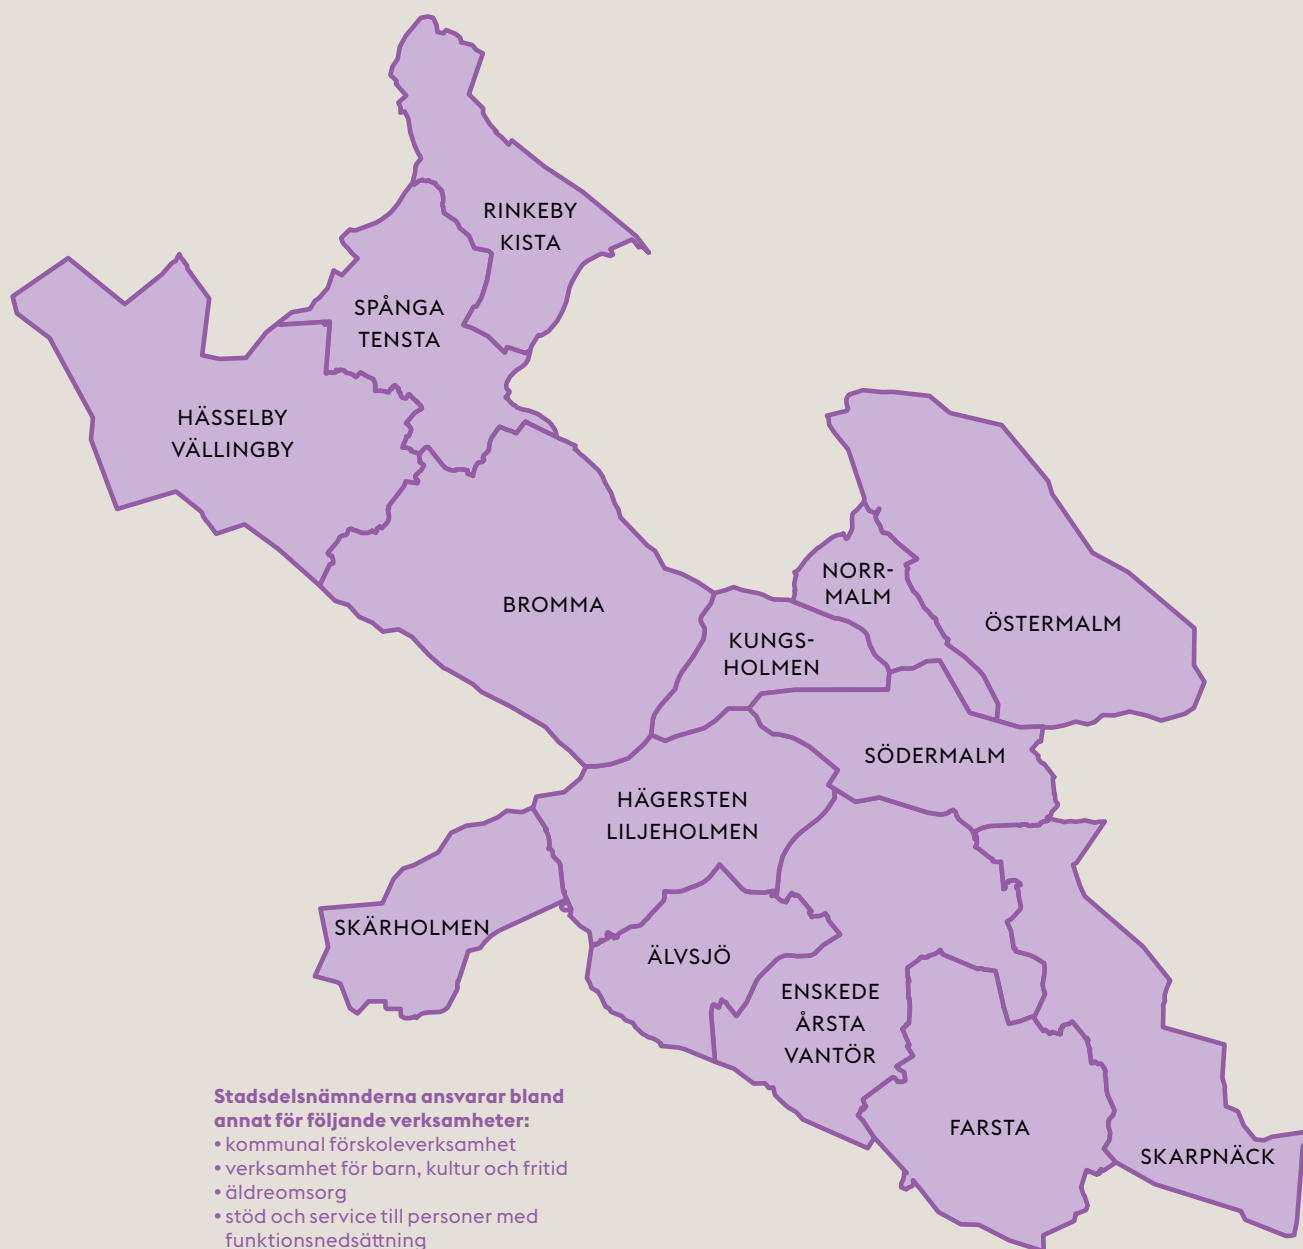 RINKEBY
KISTA
SPÅNGA
TENSTA
HÄSSELBY
VÄLLINGBY
BROMMA
NORR-
MALM
ÖSTERMALM
KUNGS-
HOLMEN
SÖDERMALM
HÄGERSTEN
LILJEHOLMEN
SKÄRHOLMEN
ÄLVSJÖ
ENSKEDE
ÅRSTA
VANTÖR
FARSTA
SKARPNÄCK
Stadsdelsnämnderna ansvarar bland
annat för följande verksamheter:
• kommunal förskoleverksamhet
• verksamhet för barn, kultur och fritid
• äldreomsorg
• stöd och service till personer med
funktionsnedsättning